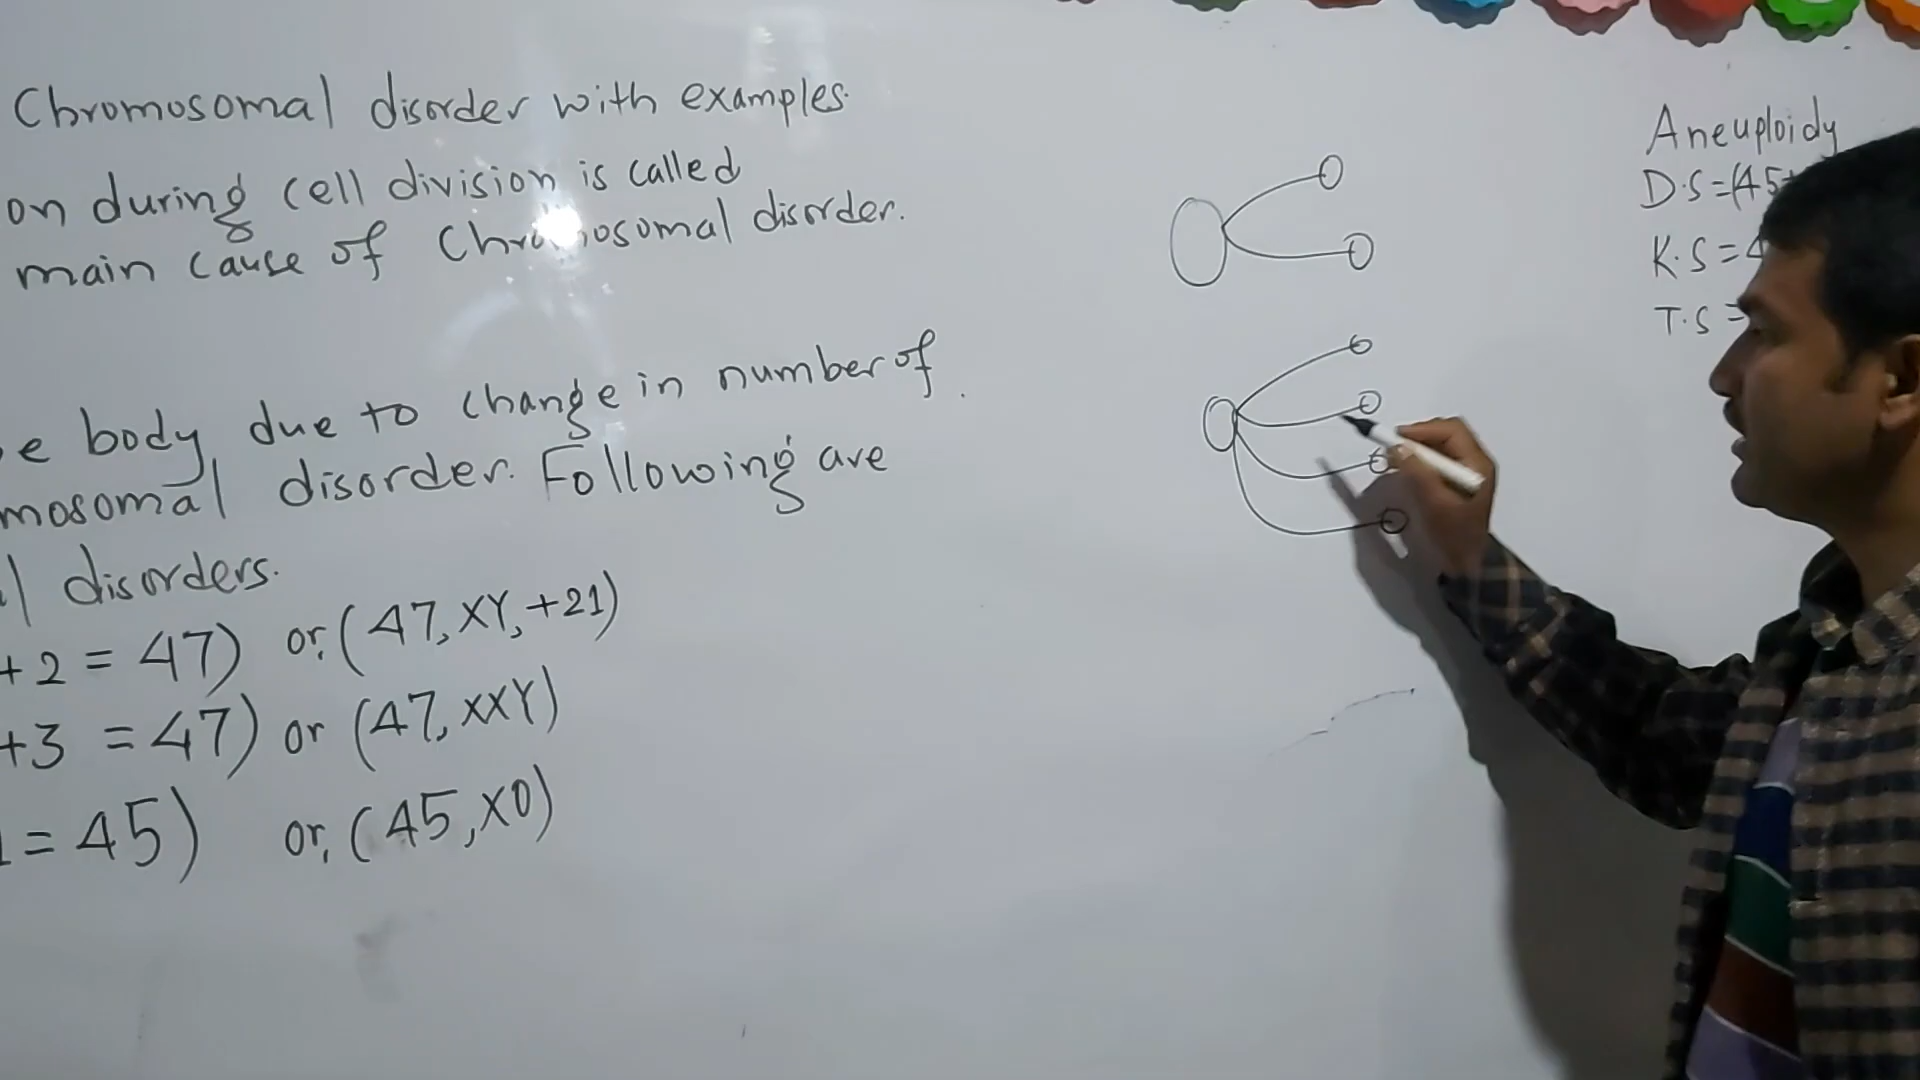 Chromosomal disorder with examples.
on during cell division is called
main cause of Chromosomal disorder.
e body due to change in number of
mosomal disorder. Following are
l disorders.
+2 = 47) or, (47, XY, +21)
+3 = 47) or (47, XXY)
1 = 45) or, (45, XO)
Aneuploidy
D.S = (45+
K.S = 4
T.S =